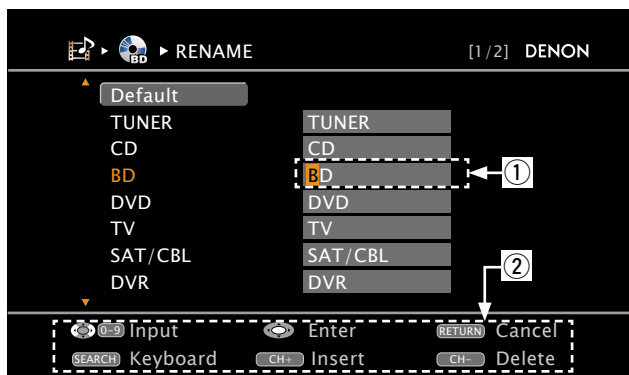 BD RENAME [1/2] DENON
Default
TUNER TUNER
CD CD
BD BD
①
DVD DVD
TV TV
SAT/CBL SAT/CBL
②
DVR DVR
0-9 Input Enter RETURN Cancel
SEARCH Keyboard CH+ Insert CH- Delete